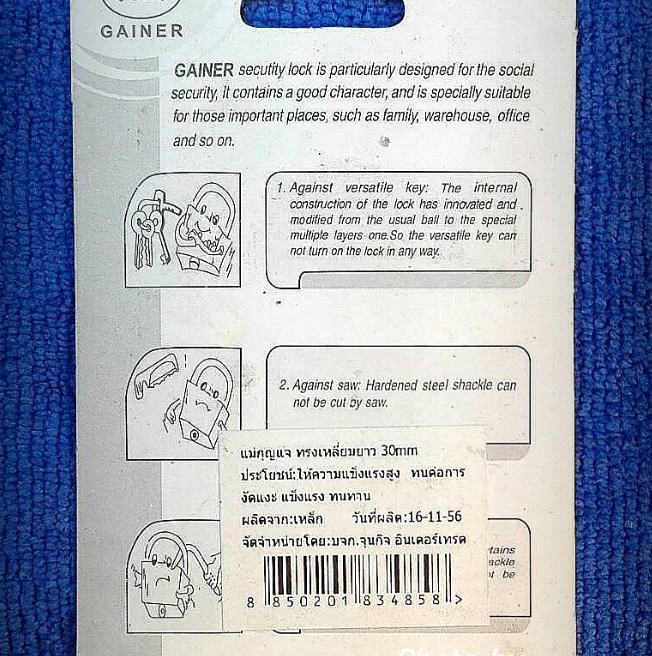 GAINER
GAINER secutity lock is particularly designed for the social
security, it contains a good character, and is specially suitable
for those important places, such as family, warehouse, office
and so on.
1. Against versatile key: The internal
construction of the lock has innovated and
modified from the usual ball to the special
multiple layers one.So the versatile key can
not turn on the lock in any way.
2. Against saw: Hardened steel shackle can
not be cut by saw.
แม่กุญแจ ทรงเหลี่ยมยาว 30mm
ประโยชน์:ให้ความแข็งแรงสูง ทนต่อการ
งัดแงะ แข็งแรง ทนทาน
ผลิตจาก:เหล็ก วันที่ผลิต:16-11-56
จัดจำหน่ายโดย:บจก.จุนกิจ อินเตอร์เทรด
8 850201 834858 >